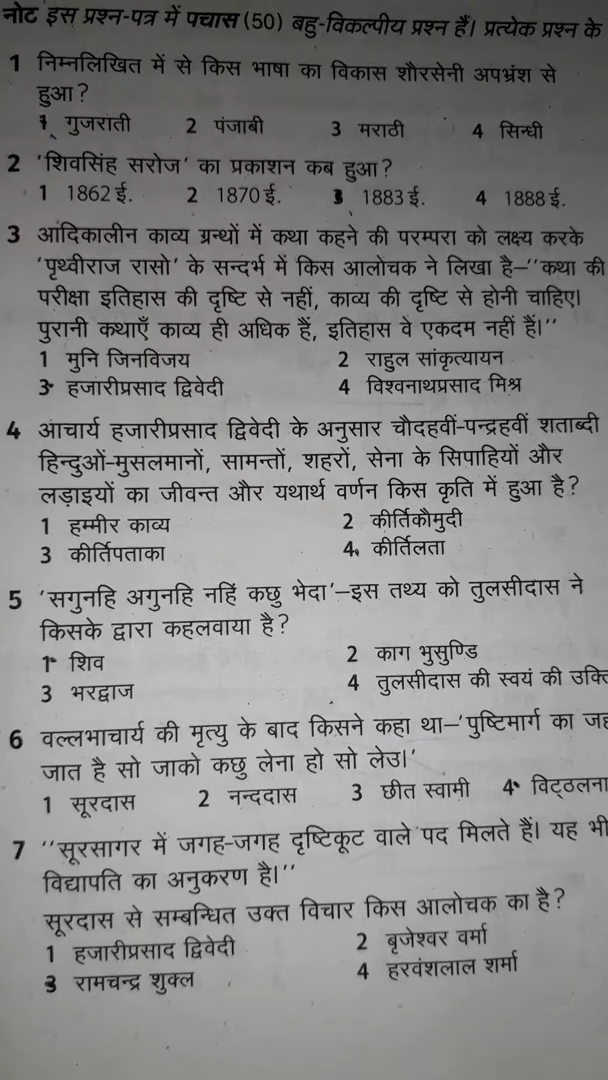 नोट इस प्रश्न-पत्र में पचास (50) बहु-विकल्पीय प्रश्न हैं। प्रत्येक प्रश्न के
1 निम्नलिखित में से किस भाषा का विकास शौरसेनी अपभ्रंश से
हुआ?
1 गुजराती 2 पंजाबी 3 मराठी 4 सिन्धी
2 'शिवसिंह सरोज' का प्रकाशन कब हुआ?
1 1862 ई. 2 1870 ई. 3 1883 ई. 4 1888 ई.
3 आदिकालीन काव्य ग्रन्थों में कथा कहने की परम्परा को लक्ष्य करके
'पृथ्वीराज रासो' के सन्दर्भ में किस आलोचक ने लिखा है–''कथा की
परीक्षा इतिहास की दृष्टि से नहीं, काव्य की दृष्टि से होनी चाहिए।
पुरानी कथाएँ काव्य ही अधिक हैं, इतिहास वे एकदम नहीं हैं।''
1 मुनि जिनविजय 2 राहुल सांकृत्यायन
3 हजारीप्रसाद द्विवेदी 4 विश्वनाथप्रसाद मिश्र
4 आचार्य हजारीप्रसाद द्विवेदी के अनुसार चौदहवीं-पन्द्रहवीं शताब्दी
हिन्दुओं-मुसलमानों, सामन्तों, शहरों, सेना के सिपाहियों और
लड़ाइयों का जीवन्त और यथार्थ वर्णन किस कृति में हुआ है?
1 हम्मीर काव्य 2 कीर्तिकौमुदी
3 कीर्तिपताका 4 कीर्तिलता
5 'सगुनहि अगुनहि नहिं कछु भेदा'–इस तथ्य को तुलसीदास ने
किसके द्वारा कहलवाया है?
1 शिव 2 काग भुसुण्डि
3 भरद्वाज 4 तुलसीदास की स्वयं की उक्ति
6 वल्लभाचार्य की मृत्यु के बाद किसने कहा था–'पुष्टिमार्ग का जह
जात है सो जाको कछु लेना हो सो लेउ।'
1 सूरदास 2 नन्ददास 3 छीत स्वामी 4 विट्ठलना
7 ''सूरसागर में जगह-जगह दृष्टिकूट वाले पद मिलते हैं। यह भी
विद्यापति का अनुकरण है।''
सूरदास से सम्बन्धित उक्त विचार किस आलोचक का है?
1 हजारीप्रसाद द्विवेदी 2 बृजेश्वर वर्मा
3 रामचन्द्र शुक्ल 4 हरवंशलाल शर्मा